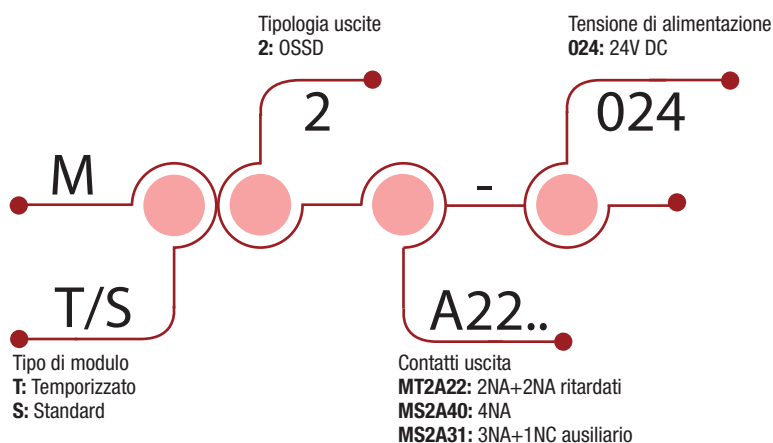 Tipologia uscite
2: OSSD
Tensione di alimentazione
024: 24V DC
2
024
M
-
T/S
A22..
Tipo di modulo
T: Temporizzato
S: Standard
Contatti uscita
MT2A22: 2NA+2NA ritardati
MS2A40: 4NA
MS2A31: 3NA+1NC ausiliario